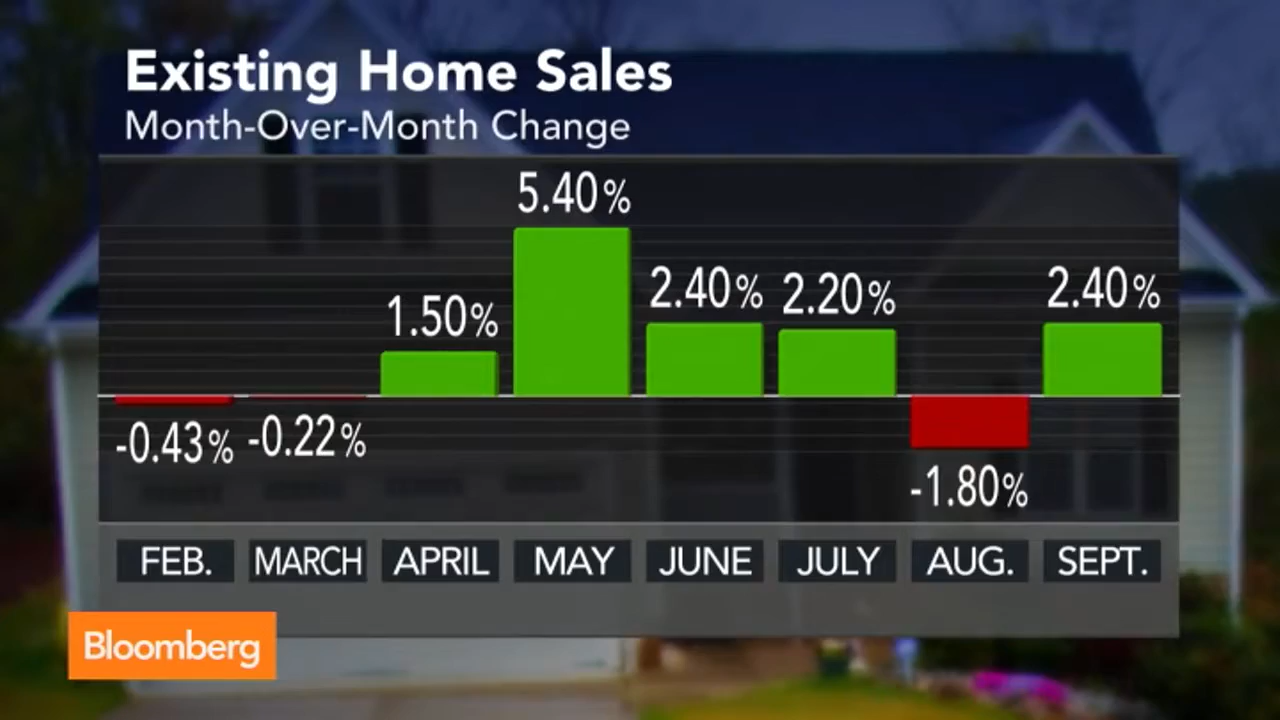 Existing Home Sales
Month-Over-Month Change
5.40%
1.50%
2.40%
2.20%
2.40%
-0.43%
-0.22%
-1.80%
FEB.
MARCH
APRIL
MAY
JUNE
JULY
AUG.
SEPT.
Bloomberg